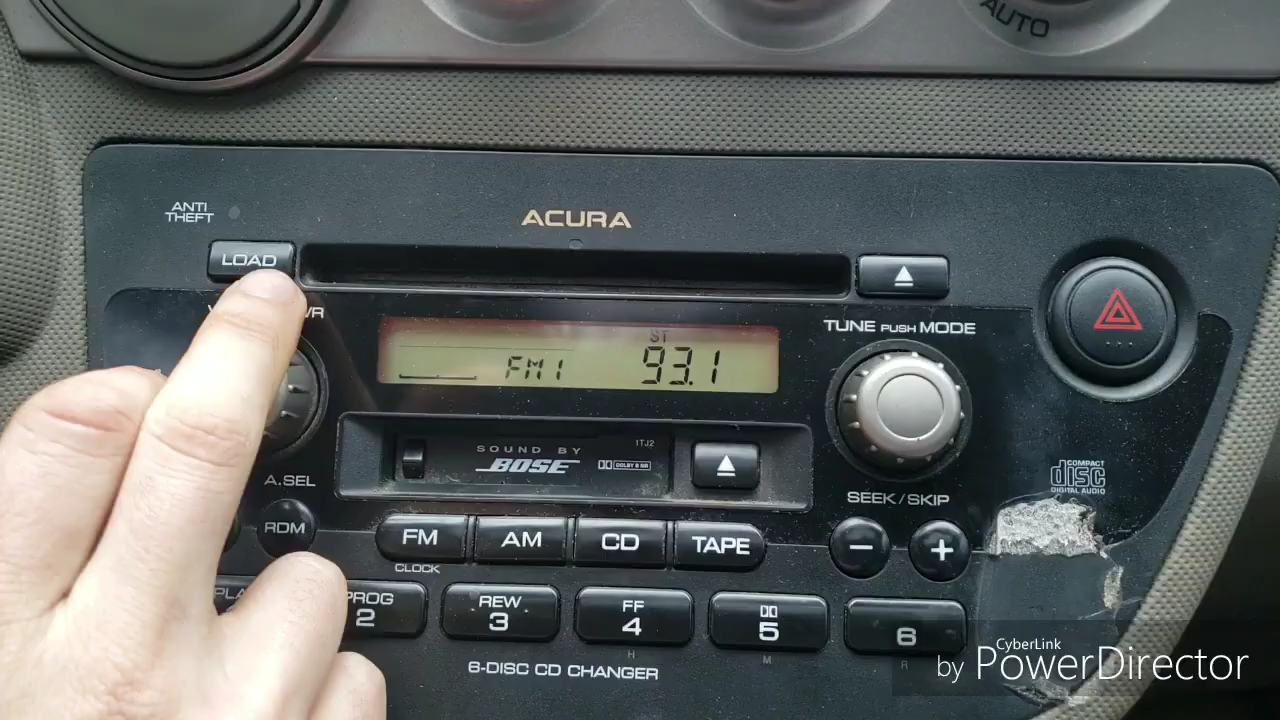 AUTO
ANTI
THEFT
ACURA
LOAD
TUNE PUSH MODE
ST
FM1 93.1
SOUND BY
BOSE
1TJ2
DOLBY B NR
COMPACT
disc
DIGITAL AUDIO
A.SEL
SEEK/SKIP
RDM
FM AM CD TAPE
− +
CLOCK
PROG
2
REW
3
FF
4
5
6
H M R
6-DISC CD CHANGER
CyberLink
by PowerDirector